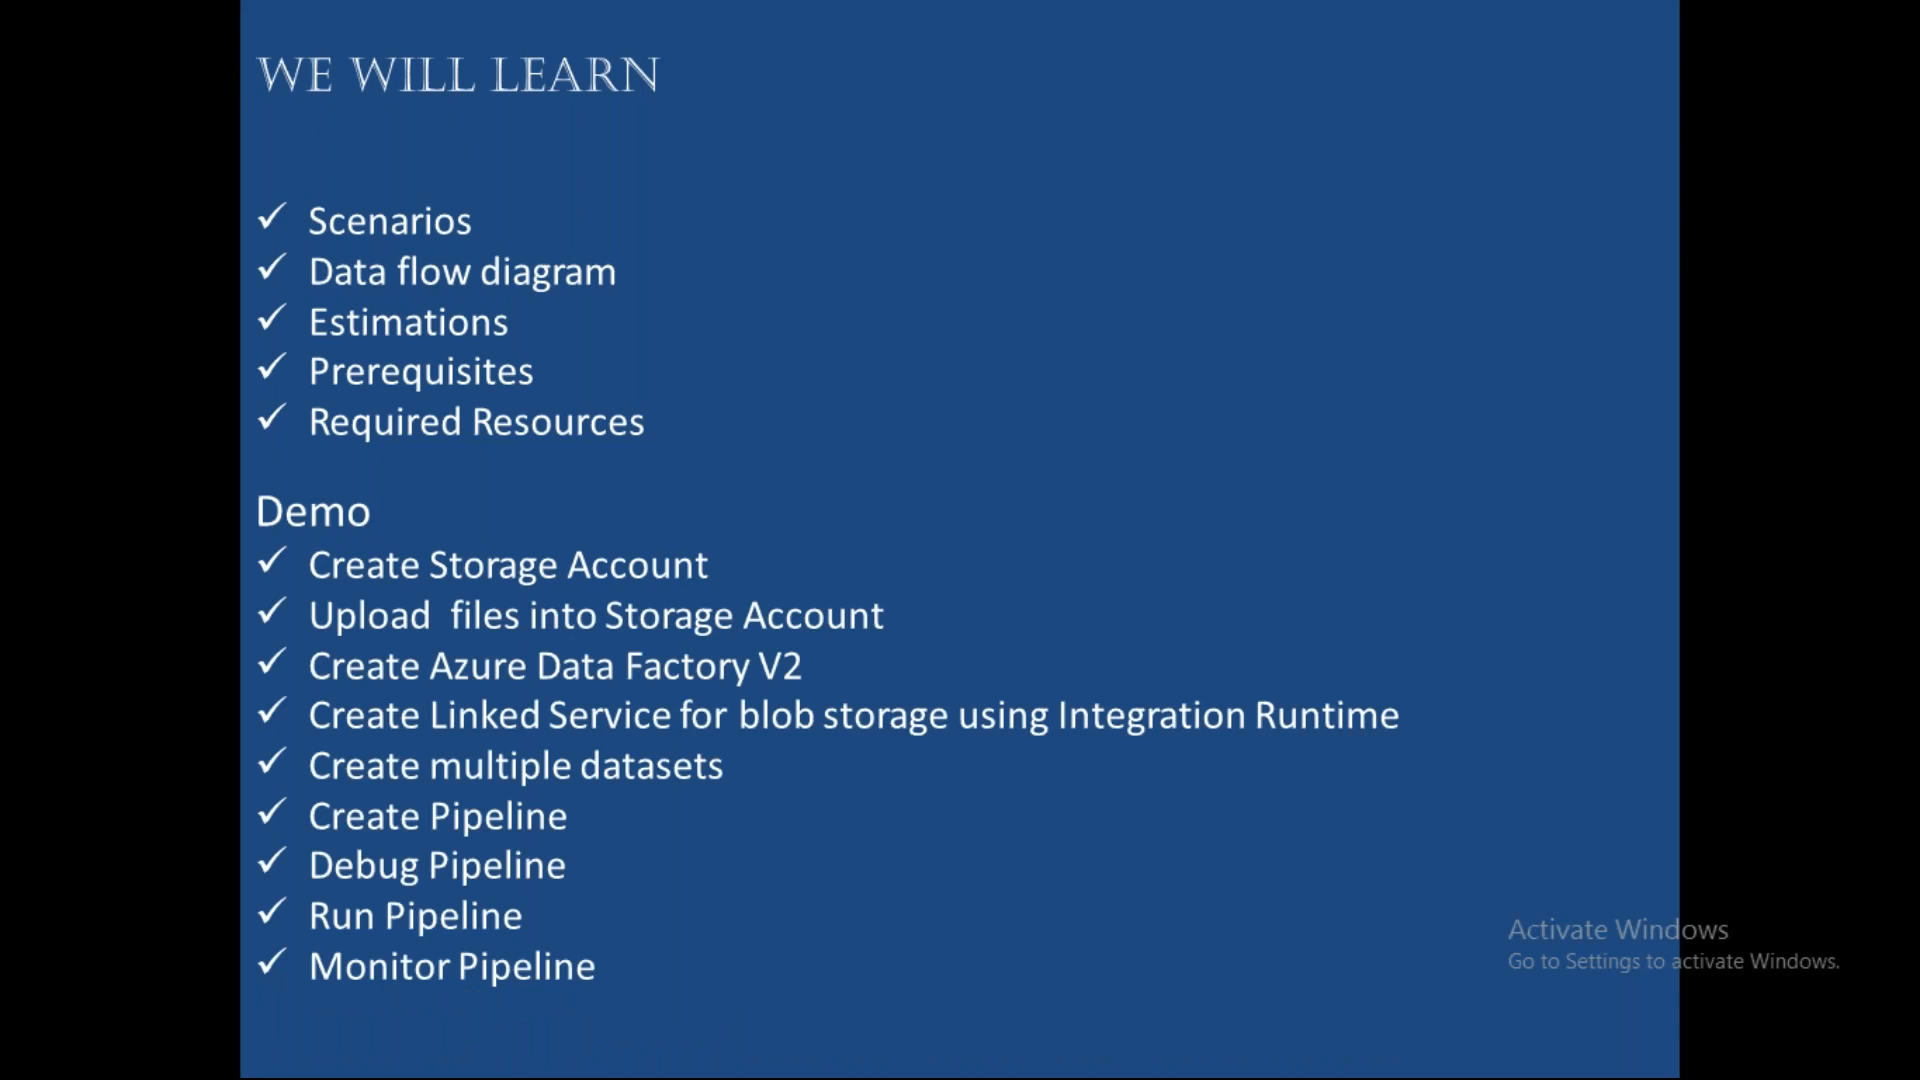 WE WILL LEARN
✓ Scenarios
✓ Data flow diagram
✓ Estimations
✓ Prerequisites
✓ Required Resources
Demo
✓ Create Storage Account
✓ Upload  files into Storage Account
✓ Create Azure Data Factory V2
✓ Create Linked Service for blob storage using Integration Runtime
✓ Create multiple datasets
✓ Create Pipeline
✓ Debug Pipeline
✓ Run Pipeline
✓ Monitor Pipeline
Activate Windows
Go to Settings to activate Windows.